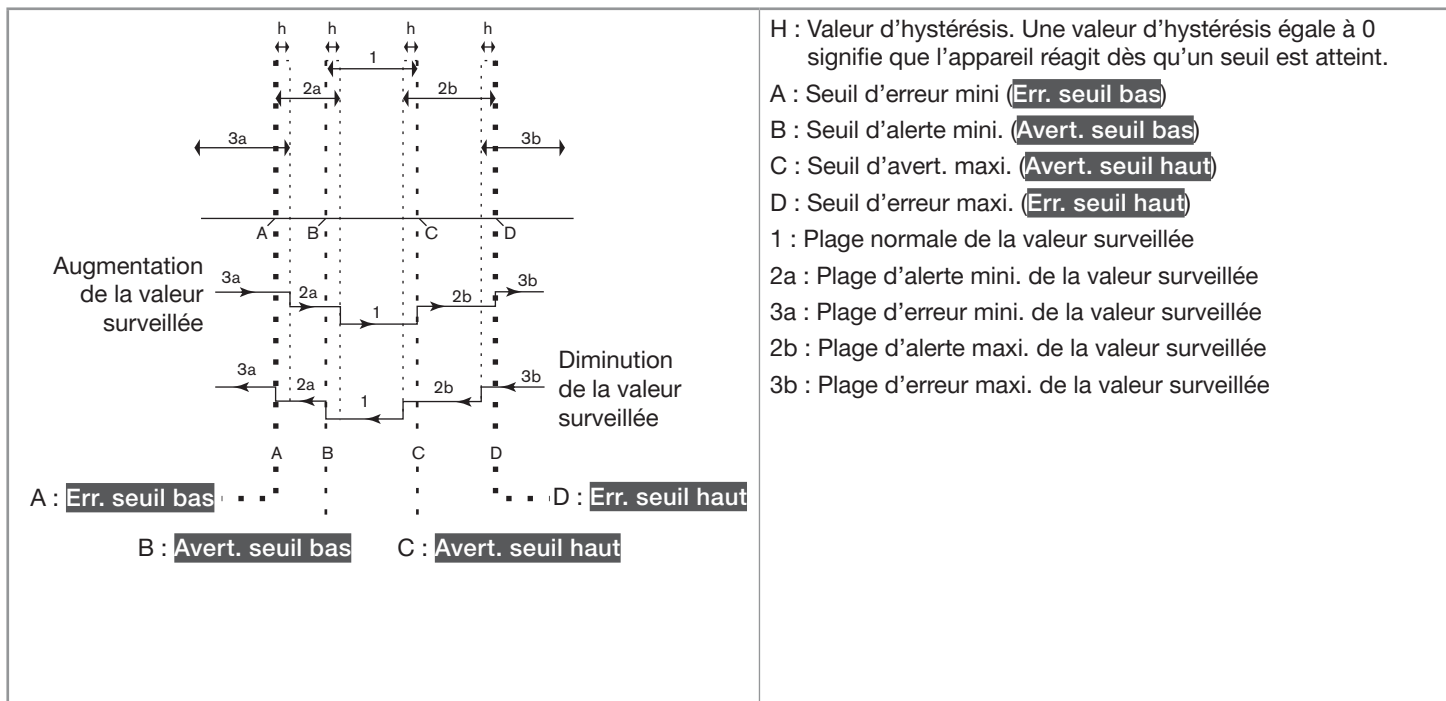 h h h h
1
2a 2b
3a 3b
A B C D
Augmentation
de la valeur
surveillée
3a 2a 1 2b 3b
Diminution
de la valeur
surveillée
3a 2a 1 2b 3b
A B C D
A : Err. seuil bas
D : Err. seuil haut
B : Avert. seuil bas
C : Avert. seuil haut
H : Valeur d'hystérésis. Une valeur d'hystérésis égale à 0
signifie que l'appareil réagit dès qu'un seuil est atteint.
A : Seuil d'erreur mini (Err. seuil bas)
B : Seuil d'alerte mini. (Avert. seuil bas)
C : Seuil d'avert. maxi. (Avert. seuil haut)
D : Seuil d'erreur maxi. (Err. seuil haut)
1 : Plage normale de la valeur surveillée
2a : Plage d'alerte mini. de la valeur surveillée
3a : Plage d'erreur mini. de la valeur surveillée
2b : Plage d'alerte maxi. de la valeur surveillée
3b : Plage d'erreur maxi. de la valeur surveillée